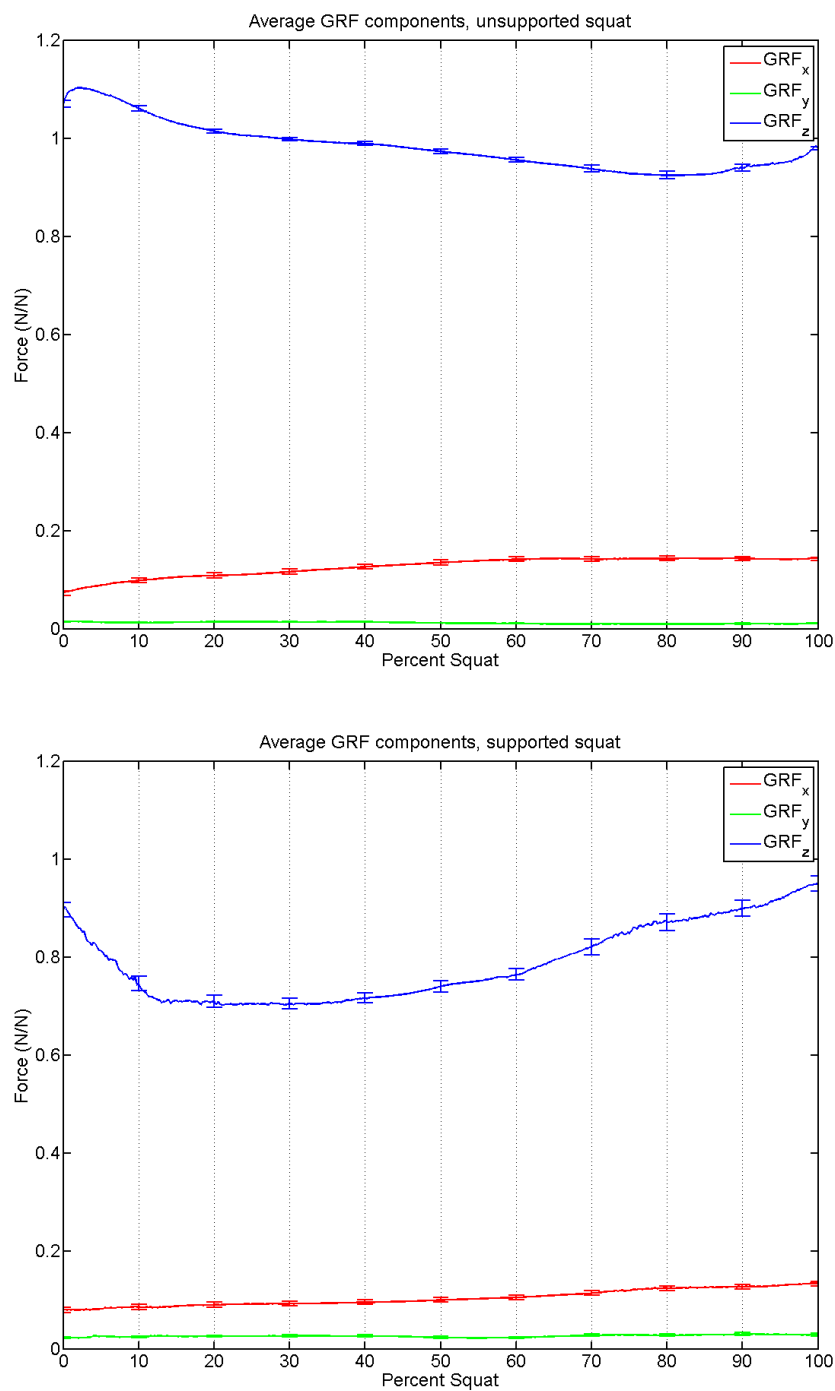 Average GRF components, unsupported squat
1.2
1
0.8
0.6
0.4
0.2
0
Force (N/N)
GRFx
GRFy
GRFz
0 10 20 30 40 50 60 70 80 90 100
Percent Squat
Average GRF components, supported squat
1.2
1
0.8
0.6
0.4
0.2
0
Force (N/N)
GRFx
GRFy
GRFz
0 10 20 30 40 50 60 70 80 90 100
Percent Squat